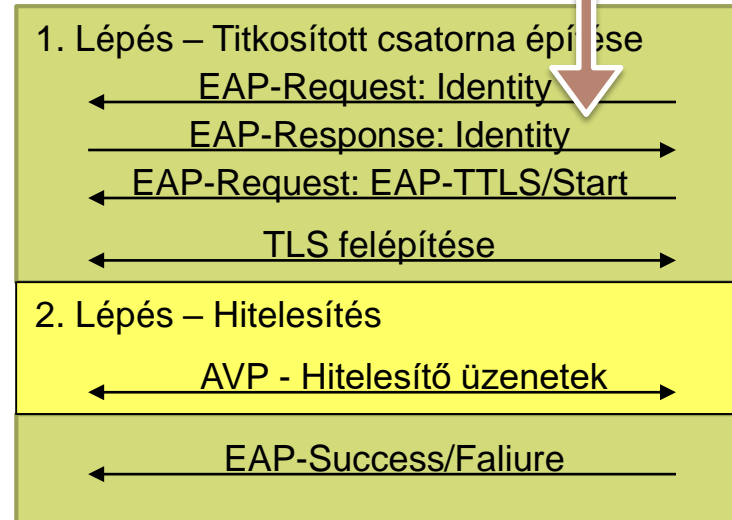 1. Lépés – Titkosított csatorna építése
EAP-Request: Identity
EAP-Response: Identity
EAP-Request: EAP-TTLS/Start
TLS felépítése
2. Lépés – Hitelesítés
AVP - Hitelesítő üzenetek
EAP-Success/Faliure